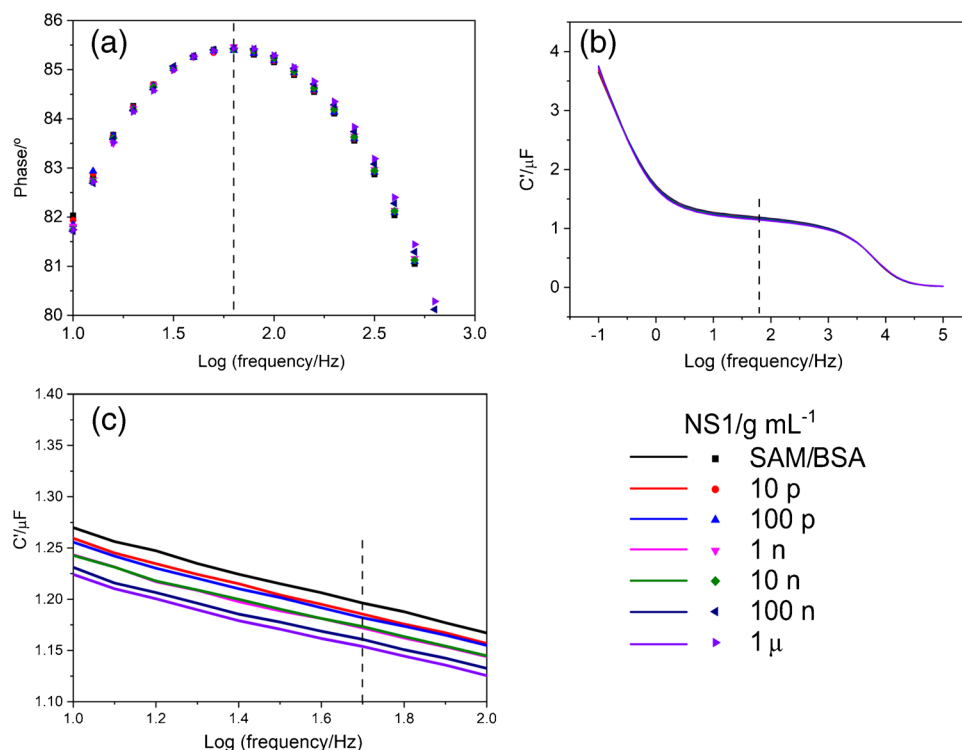 (a)
86
85
84
83
82
81
80
Phase/º
1.0 1.5 2.0 2.5 3.0
Log (frequency/Hz)
(b)
4
3
2
1
0
C'/μF
-1 0 1 2 3 4 5
Log (frequency/Hz)
(c)
1.40
1.35
1.30
1.25
1.20
1.15
1.10
C'/μF
1.0 1.2 1.4 1.6 1.8 2.0
Log (frequency/Hz)
NS1/g mL⁻¹
SAM/BSA
10 p
100 p
1 n
10 n
100 n
1 μ